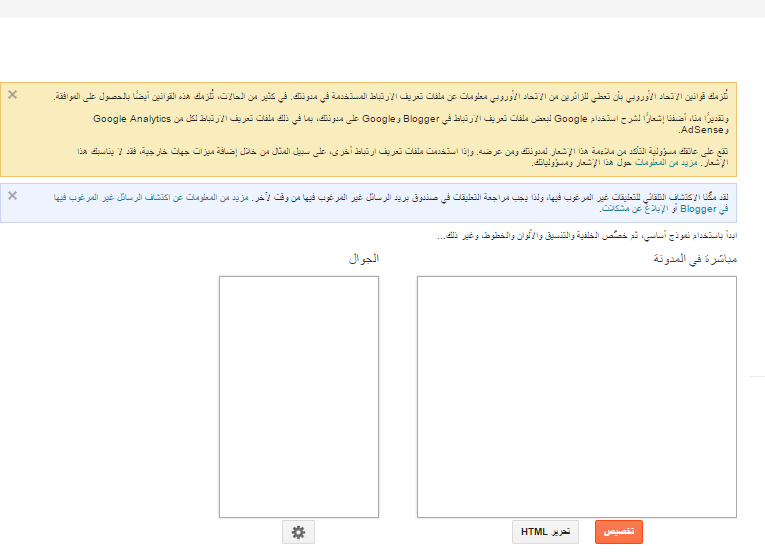 تُلزمك قوانين الاتحاد الأوروبي بأن تعطي للزائرين من الاتحاد الأوروبي معلومات عن ملفات تعريف الارتباط المستخدمة في مدونتك. في كثير من الحالات، تُلزمك هذه القوانين أيضًا بالحصول على الموافقة.
وتقديرًا منا، أضفنا إشعارًا لشرح استخدام Google لبعض ملفات تعريف الارتباط في Blogger وGoogle على مدونتك، بما في ذلك ملفات تعريف الارتباط لكل من Google Analytics
وAdSense.
تقع على عاتقك مسؤولية التأكد من ملاءمة هذا الإشعار لمدونتك ومن عرضه. وإذا استخدمت ملفات تعريف ارتباط أخرى، على سبيل المثال من خلال إضافة ميزات جهات خارجية، فقد لا يناسبك هذا
الإشعار. مزيد من المعلومات حول هذا الإشعار ومسؤولياتك.
لقد مكّنا الاكتشاف التلقائي للتعليقات غير المرغوب فيها، ولذا يجب مراجعة التعليقات في صندوق بريد الرسائل غير المرغوب فيها من وقت لآخر. مزيد من المعلومات عن اكتشاف الرسائل غير المرغوب فيها
في Blogger أو الإبلاغ عن مشكلات.
ابدأ باستخدام نموذج أساسي، ثم خصِّص الخلفية والتنسيق والألوان والخطوط، وغير ذلك...
مباشرة في المدونة
الجوال
تخصيص
تحرير HTML